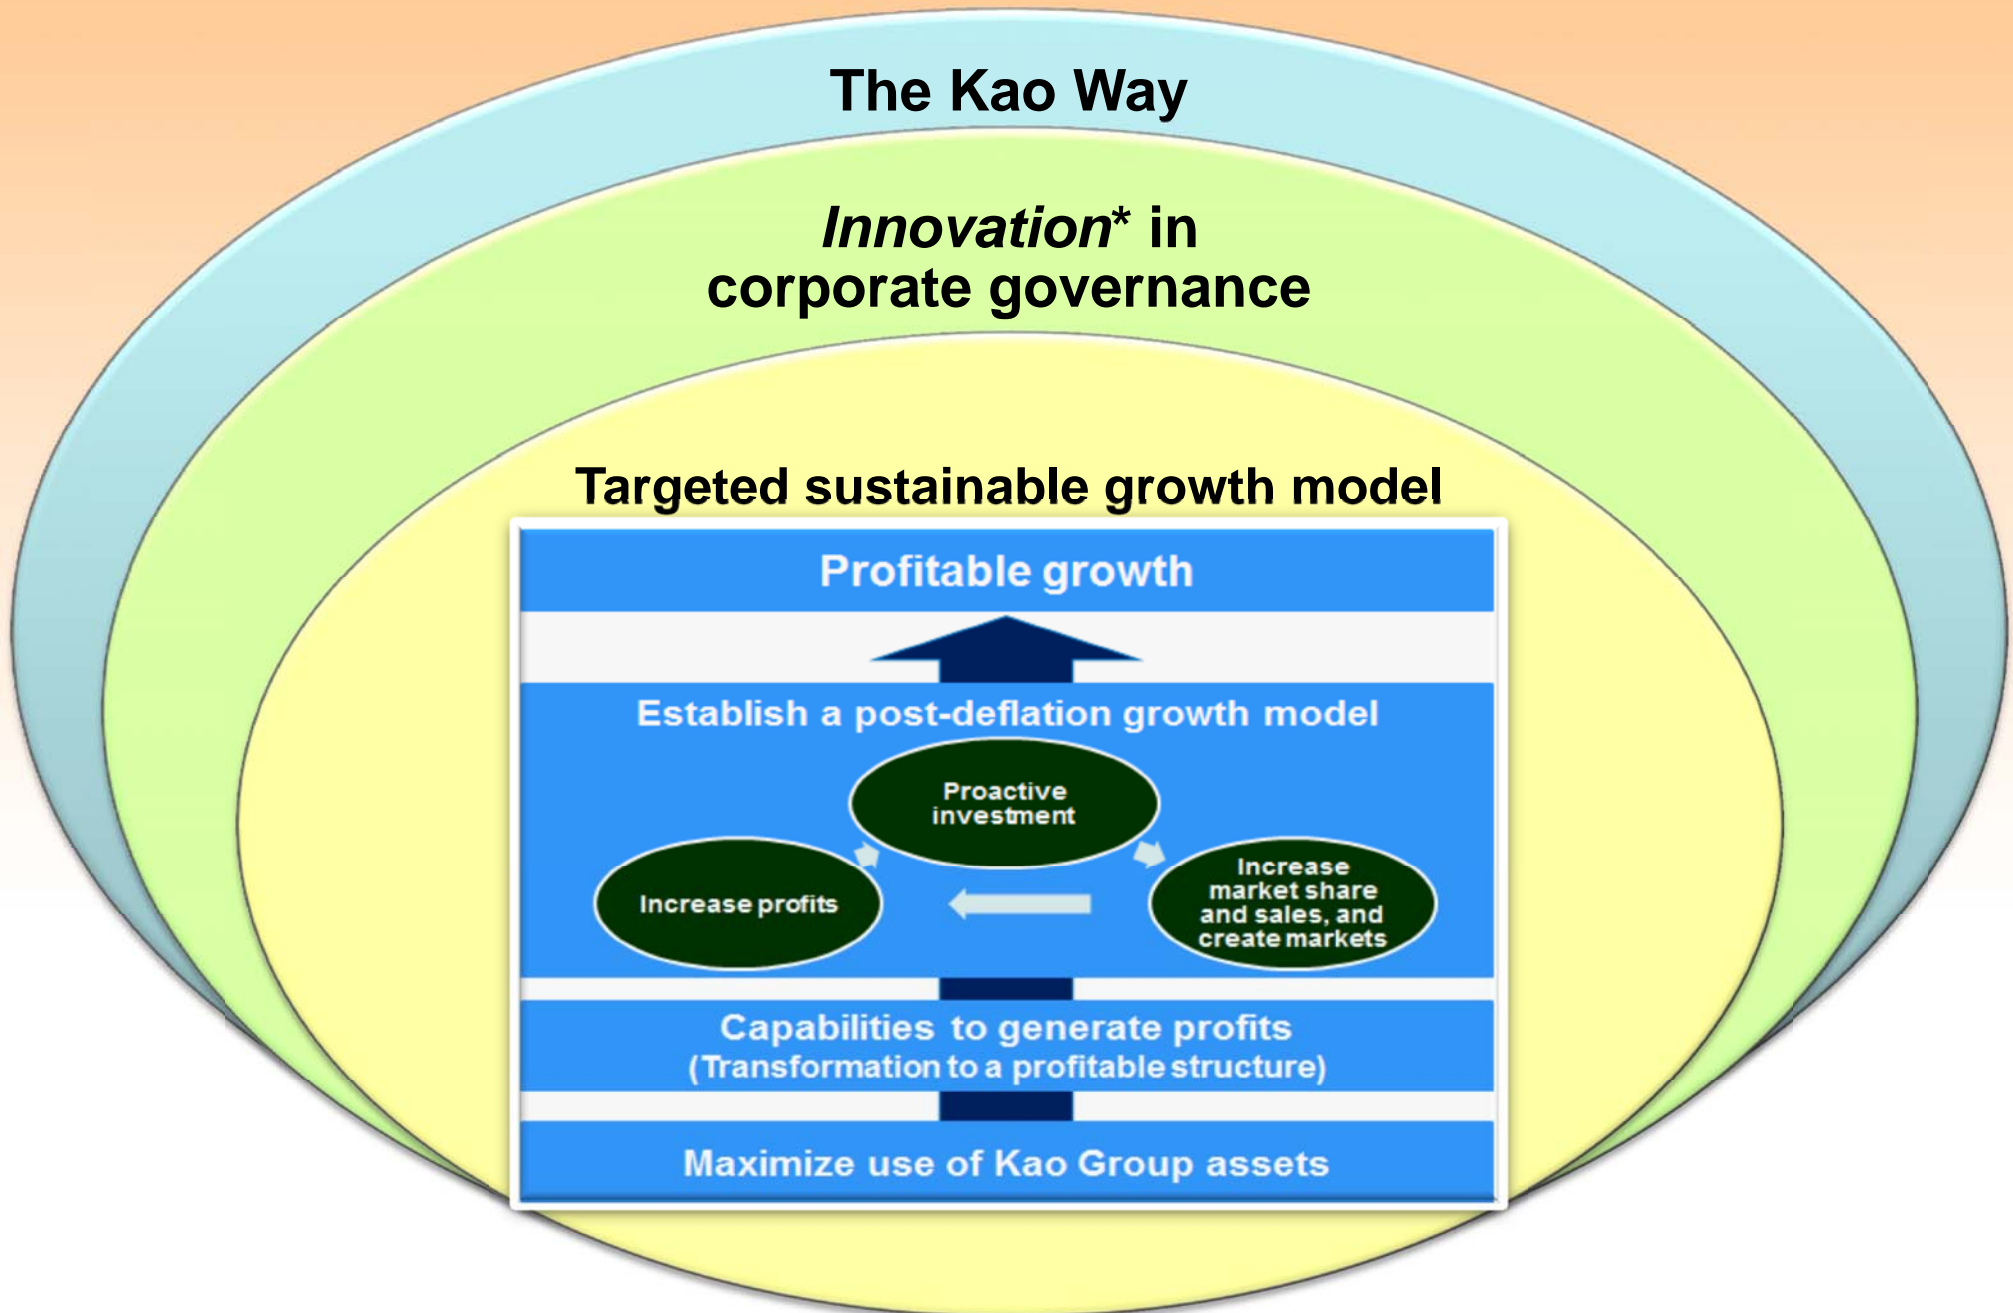 The Kao Way
Innovation* in
corporate governance
Targeted sustainable growth model
Profitable growth
Establish a post-deflation growth model
Proactive
investment
Increase profits
Increase
market share
and sales, and
create markets
Capabilities to generate profits
(Transformation to a profitable structure)
Maximize use of Kao Group assets